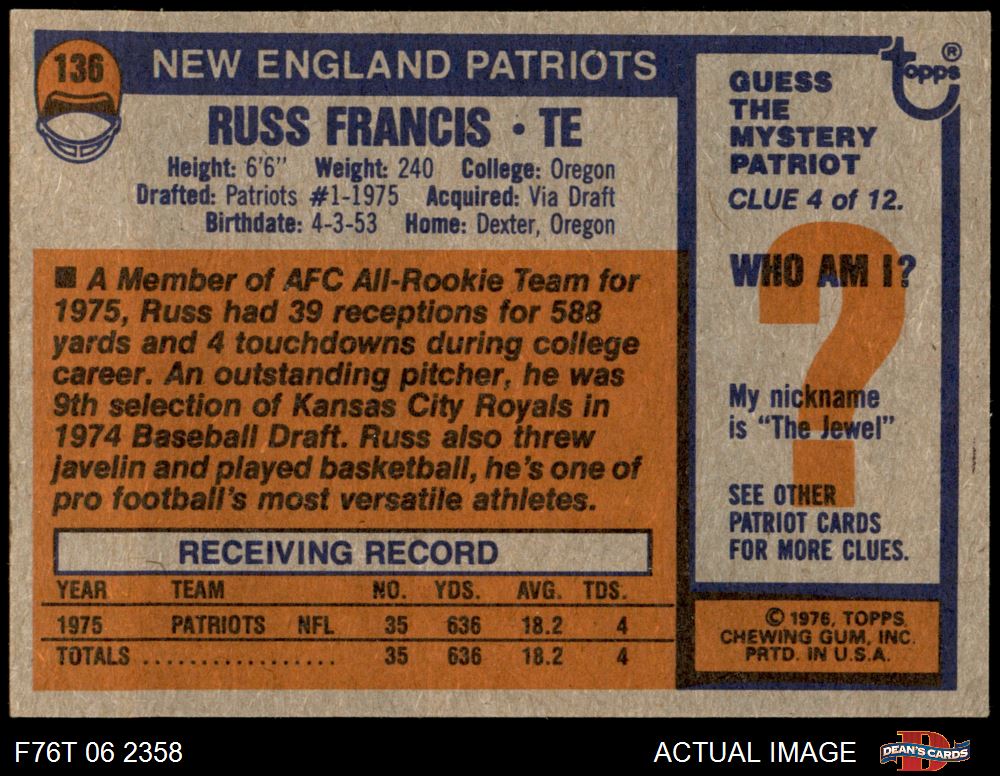 136
NEW ENGLAND PATRIOTS
RUSS FRANCIS • TE
Height: 6'6" Weight: 240 College: Oregon
Drafted: Patriots #1-1975 Acquired: Via Draft
Birthdate: 4-3-53 Home: Dexter, Oregon
■ A Member of AFC All-Rookie Team for
1975, Russ had 39 receptions for 588
yards and 4 touchdowns during college
career. An outstanding pitcher, he was
9th selection of Kansas City Royals in
1974 Baseball Draft. Russ also threw
javelin and played basketball, he's one of
pro football's most versatile athletes.
RECEIVING RECORD
YEAR TEAM NO. YDS. AVG. TDS.
1975 PATRIOTS NFL 35 636 18.2 4
TOTALS .................. 35 636 18.2 4
topps®
GUESS
THE
MYSTERY
PATRIOT
CLUE 4 of 12.
?
WHO AM I?
My nickname
is "The Jewel"
SEE OTHER
PATRIOT CARDS
FOR MORE CLUES.
© 1976, TOPPS
CHEWING GUM, INC.
PRTD. IN U.S.A.
F76T 06 2358
ACTUAL IMAGE
D
DEAN'S CARDS